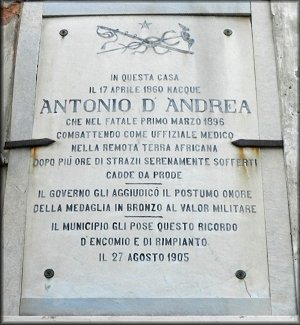 IN QUESTA CASA
IL 17 APRILE 1860 NACQUE
ANTONIO D'ANDREA
CHE NEL FATALE PRIMO MARZO 1896
COMBATTENDO COME UFFIZIALE MEDICO
NELLA REMOTA TERRA AFRICANA
DOPO PIU ORE DI STRAZII SERENAMENTE SOFFERTI
CADDE DA PRODE
IL GOVERNO GLI AGGIUDICÒ IL POSTUMO ONORE
DELLA MEDAGLIA IN BRONZO AL VALOR MILITARE
IL MUNICIPIO GLI POSE QUESTO RICORDO
D'ENCOMIO E DI RIMPIANTO
IL 27 AGOSTO 1905